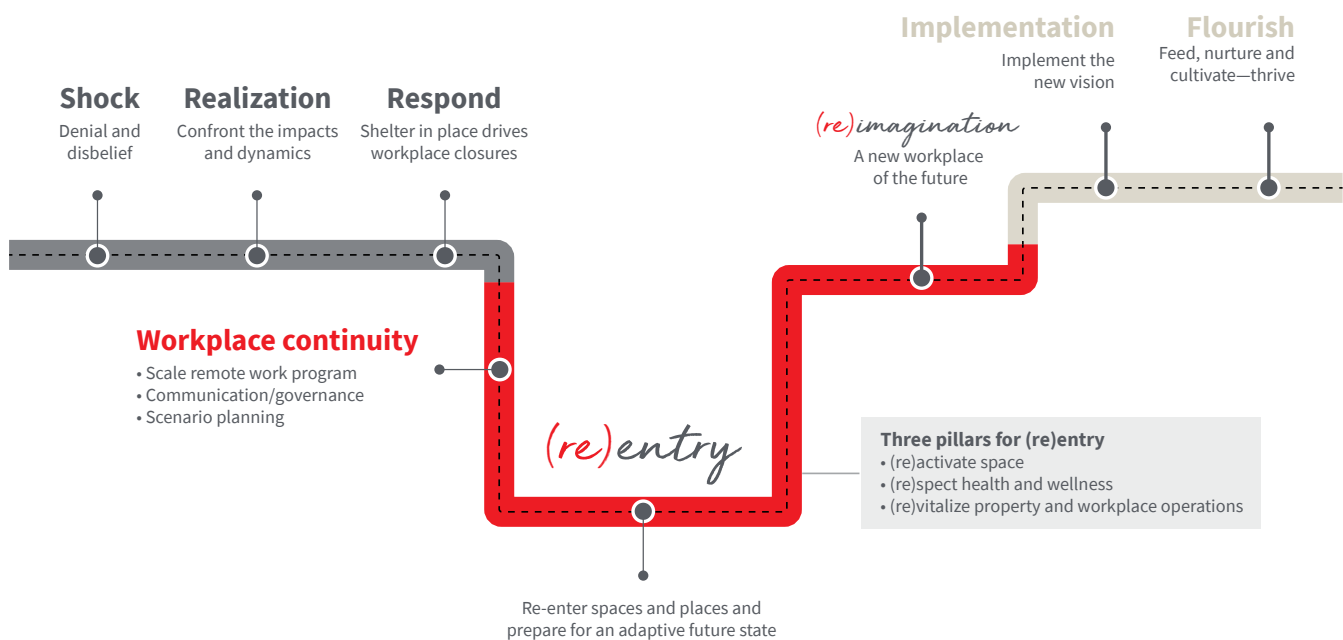 Shock
Denial and
disbelief
Realization
Confront the impacts
and dynamics
Respond
Shelter in place drives
workplace closures
Workplace continuity
• Scale remote work program
• Communication/governance
• Scenario planning
(re)entry
Re-enter spaces and places and
prepare for an adaptive future state
Three pillars for (re)entry
• (re)activate space
• (re)spect health and wellness
• (re)vitalize property and workplace operations
(re)imagination
A new workplace
of the future
Implementation
Implement the
new vision
Flourish
Feed, nurture and
cultivate—thrive